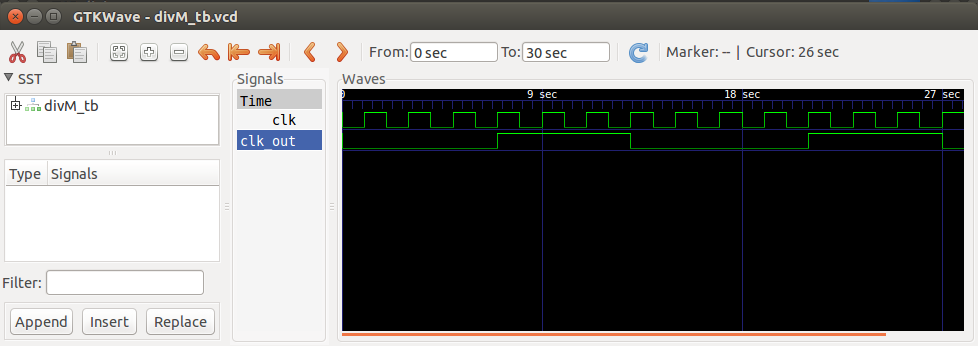 GTKWave - divM_tb.vcd
From: 0 sec To: 30 sec Marker: -- | Cursor: 26 sec
SST
divM_tb
Type Signals
Filter:
Append Insert Replace
Signals
Time
clk
clk_out
Waves
0 9 sec 18 sec 27 sec